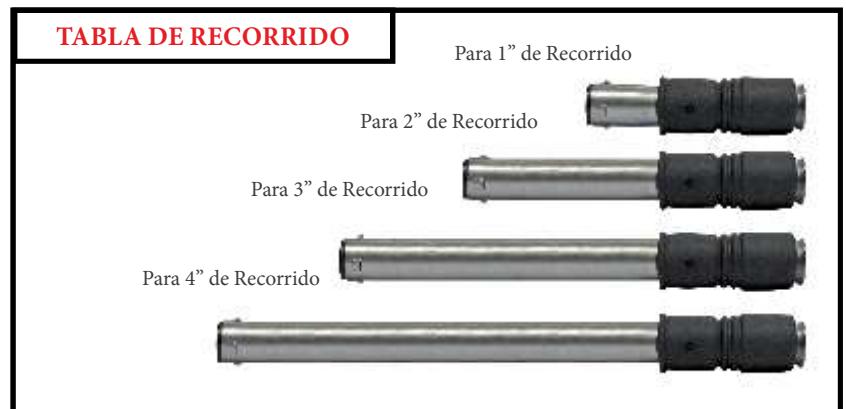 TABLA DE RECORRIDO
Para 1” de Recorrido
Para 2” de Recorrido
Para 3” de Recorrido
Para 4” de Recorrido